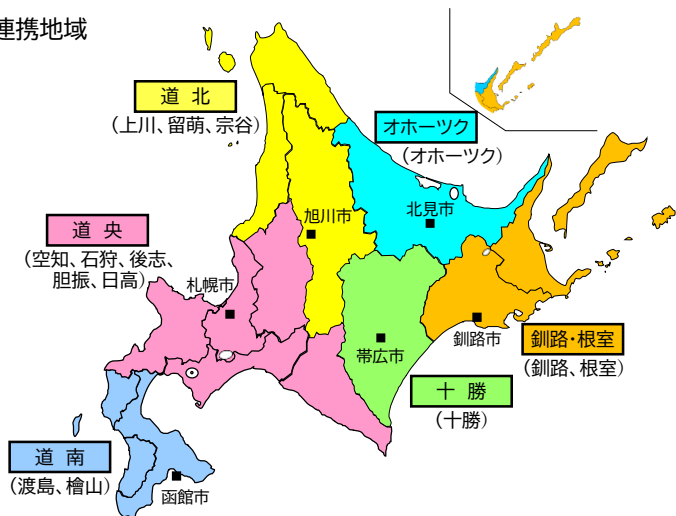 連携地域
道 北
(上川、留萌、宗谷)
オホーツク
(オホーツク)
旭川市
北見市
道 央
(空知、石狩、後志、
胆振、日高)
札幌市
釧路市
釧路・根室
(釧路、根室)
帯広市
十 勝
(十勝)
道 南
(渡島、檜山)
函館市